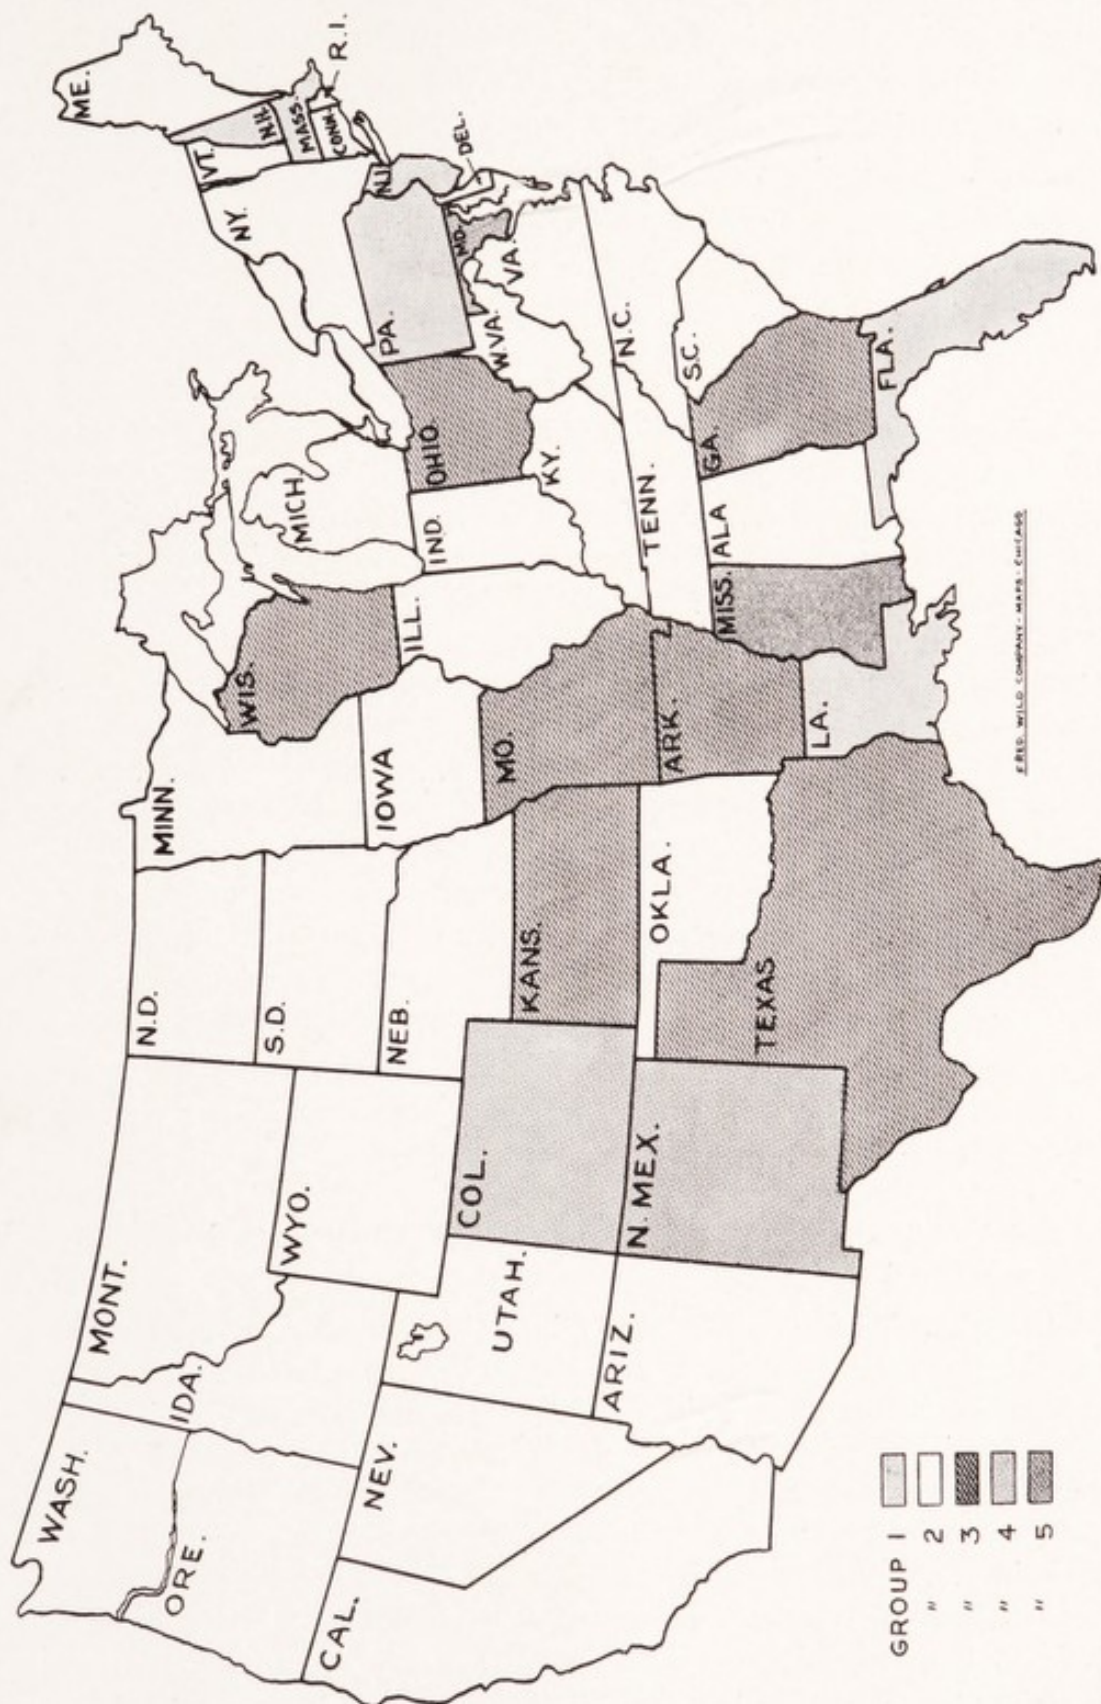 WASH.
ORE.
CAL.
NEV.
IDA.
MONT.
WYO.
UTAH.
ARIZ.
COL.
N. MEX.
N.D.
S.D.
NEB.
KANS.
OKLA.
TEXAS
MINN.
IOWA
MO.
ARK.
LA.
WIS.
ILL.
MICH.
IND.
OHIO.
KY.
TENN.
MISS.
ALA
GA.
FLA.
S.C.
N.C.
VA.
W.VA.
MD.
DEL.
PA.
N.J.
N.Y.
VT.
N.H.
MASS.
CONN.
R.I.
ME.
GROUP 1
" 2
" 3
" 4
" 5
FRED. WILD COMPANY - MAPS - CHICAGO